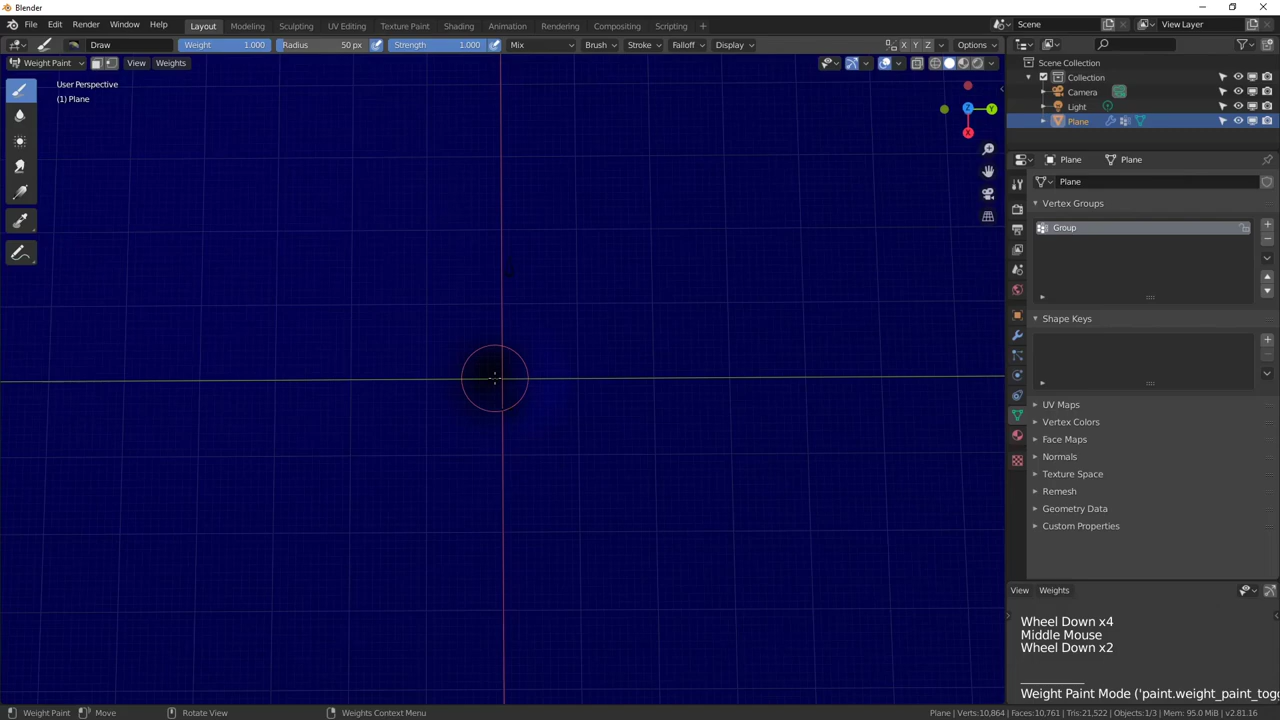 Blender
File Edit Render Window Help
Layout Modeling Sculpting UV Editing Texture Paint Shading Animation Rendering Compositing Scripting +
Scene
View Layer
Draw
Weight 1.000
Radius 50 px
Strength 1.000
Mix
Brush
Stroke
Falloff
Display
X Y Z
Options
Weight Paint
View
Weights
User Perspective
(1) Plane
Z
Y
X
Scene Collection
Collection
Camera
Light
Plane
Plane
Plane
Plane
Vertex Groups
Group
Shape Keys
UV Maps
Vertex Colors
Face Maps
Normals
Texture Space
Remesh
Geometry Data
Custom Properties
View Weights
Wheel Down x4
Middle Mouse
Wheel Down x2
Weight Paint Mode ('paint.weight_paint_togg
Weight Paint
Move
Rotate View
Weights Context Menu
Plane | Verts:10,864 | Faces:10,761 | Tris:21,522 | Objects:1/3 | Mem: 95.0 MiB | v2.81.16